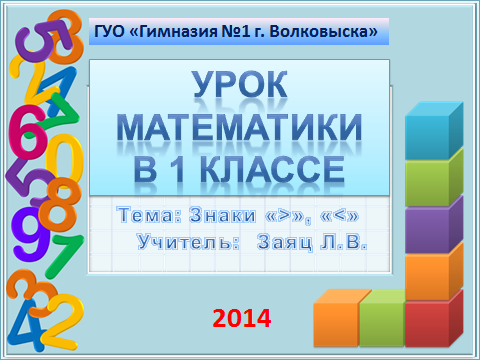 ГУО «Гимназия №1 г. Волковыска»
УРОК
МАТЕМАТИКИ
В 1 КЛАССЕ
Тема: Знаки «>», «<»
Учитель: Заяц Л.В.
2014